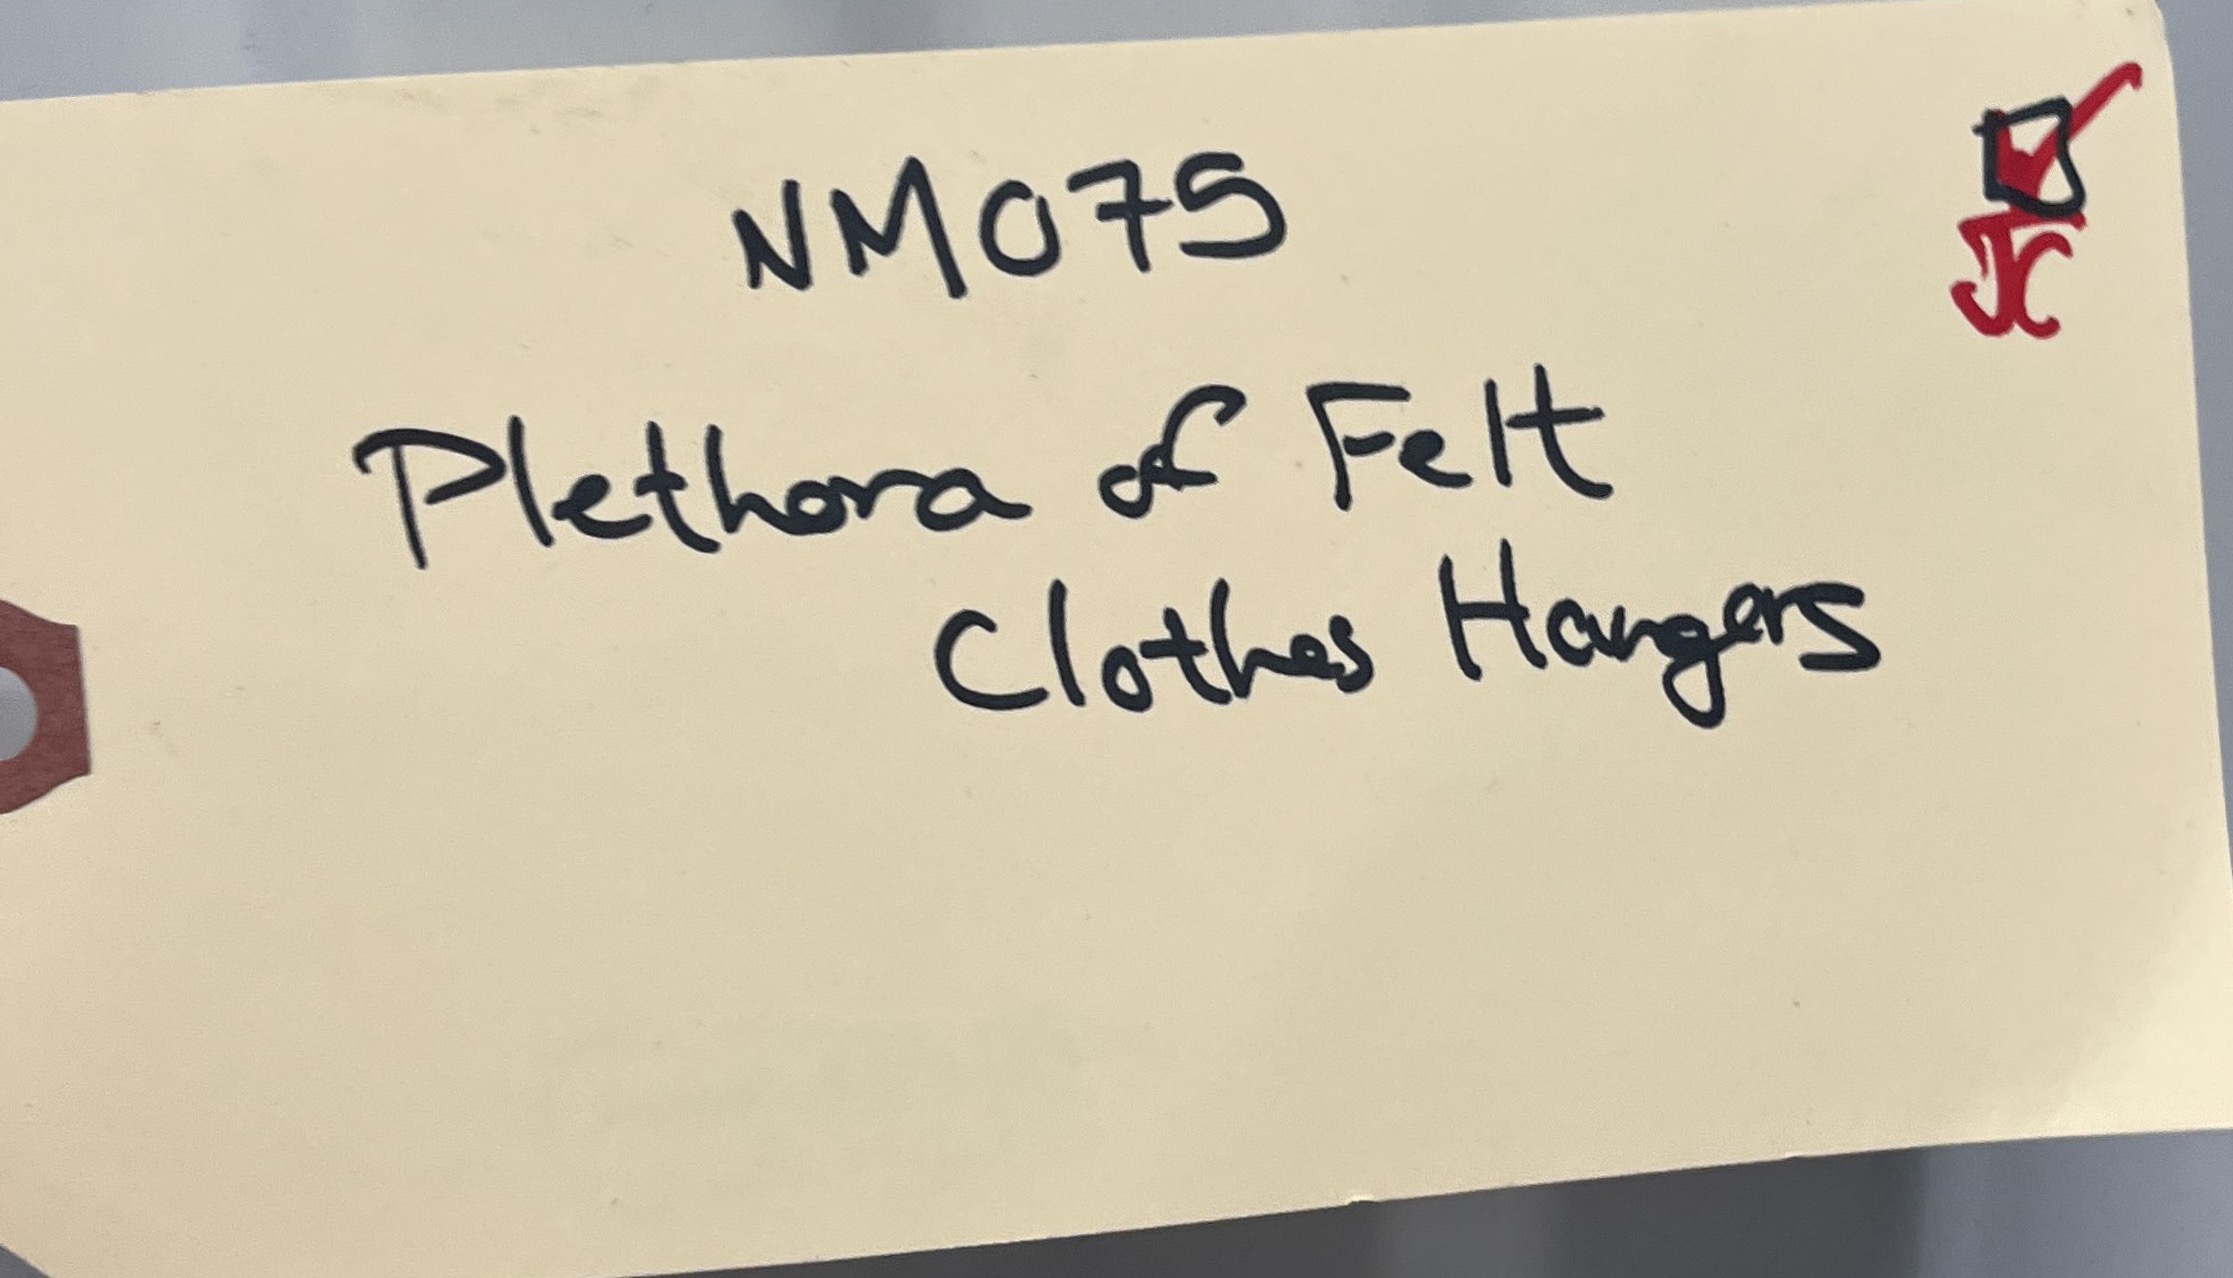 NM075
Plethora of Felt
Clothes Hangers
JC